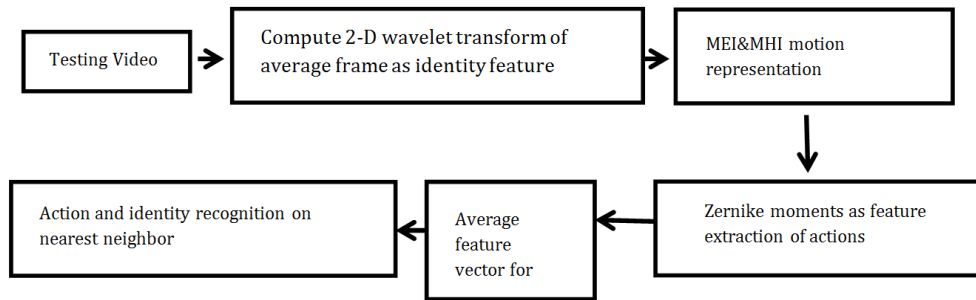 Testing Video
Compute 2-D wavelet transform of
average frame as identity feature
MEI&MHI motion
representation
Zernike moments as feature
extraction of actions
Average
feature
vector for
Action and identity recognition on
nearest neighbor